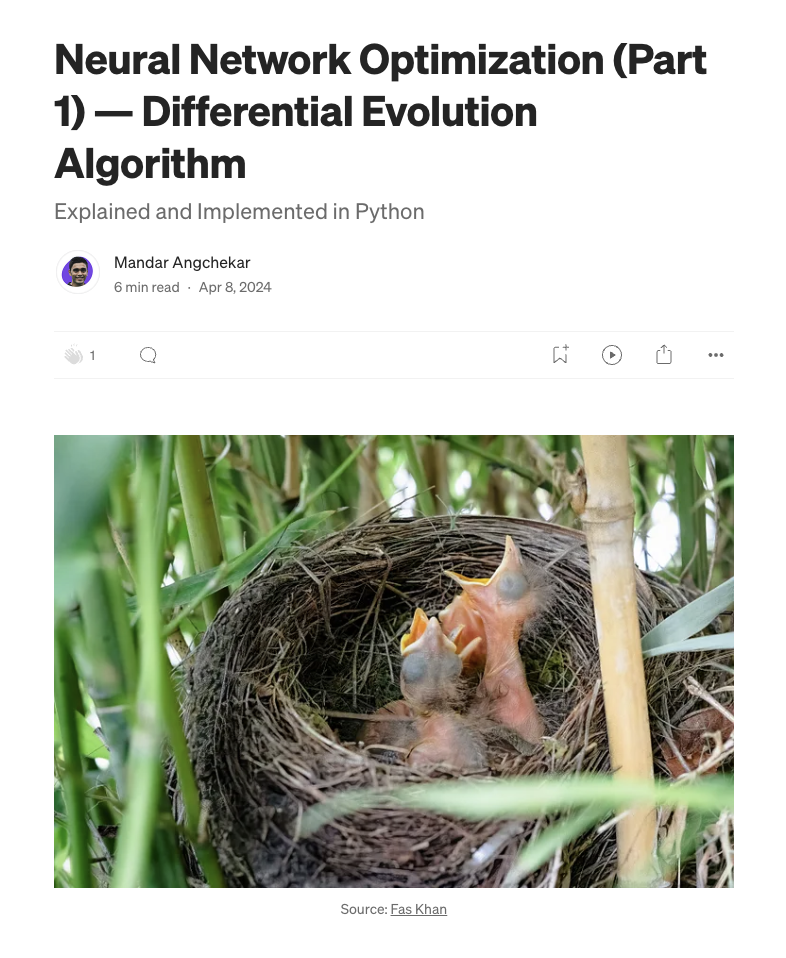 Neural Network Optimization (Part
1) — Differential Evolution
Algorithm
Explained and Implemented in Python
Mandar Angchekar
6 min read · Apr 8, 2024
1
Source: Fas Khan